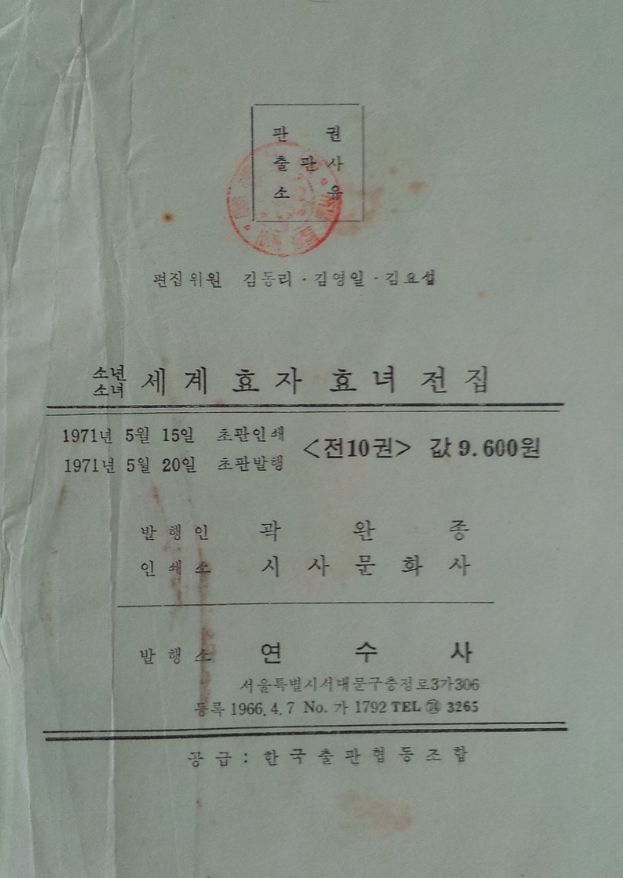 판 권
출 판 사
소 유
편집위원 김동리·김영일·김요섭
소년
소녀 세계 효자 효녀 전집
1971년 5월 15일 초판인쇄
1971년 5월 20일 초판발행
<전10권> 값 9.600원
발 행 인 곽 완 종
인 쇄 소 시 사 문 화 사
발 행 소 연 수 사
서울특별시서대문구충정로3가306
등록 1966. 4. 7 No. 가 1792 TEL ㉔ 3265
공 급 : 한 국 출 판 협 동 조 합